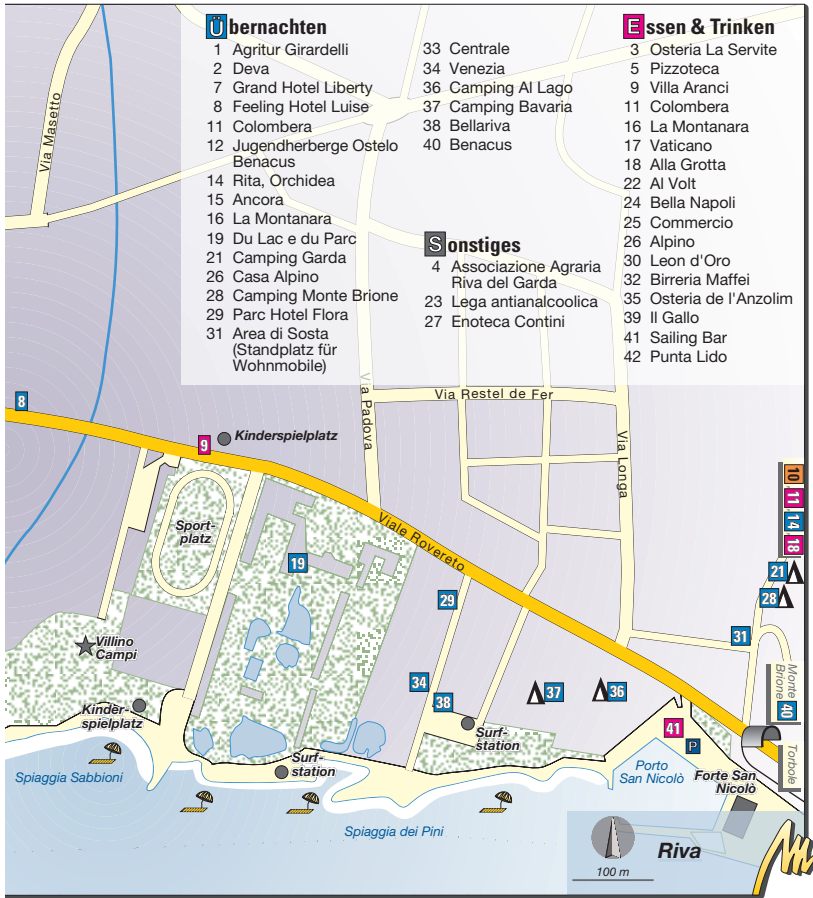 Übernachten
1 Agritur Girardelli
2 Deva
7 Grand Hotel Liberty
8 Feeling Hotel Luise
11 Colombera
12 Jugendherberge Ostelo
Benacus
14 Rita, Orchidea
15 Ancora
16 La Montanara
19 Du Lac e du Parc
21 Camping Garda
26 Casa Alpino
28 Camping Monte Brione
29 Parc Hotel Flora
31 Area di Sosta
(Standplatz für
Wohnmobile)
33 Centrale
34 Venezia
36 Camping Al Lago
37 Camping Bavaria
38 Bellariva
40 Benacus
Sonstiges
4 Associazione Agraria
Riva del Garda
23 Lega antianalcoolica
27 Enoteca Contini
Essen & Trinken
3 Osteria La Servite
5 Pizzoteca
9 Villa Aranci
11 Colombera
16 La Montanara
17 Vaticano
18 Alla Grotta
22 Al Volt
24 Bella Napoli
25 Commercio
26 Alpino
30 Leon d'Oro
32 Birreria Maffei
35 Osteria de l'Anzolim
39 Il Gallo
41 Sailing Bar
42 Punta Lido
Via Masetto
Via Padova
Via Restel de Fer
Via Longa
8
9
Kinderspielplatz
10
11
14
18
Sport-
platz
Viale Rovereto
19
21
28
29
31
Villino
Campi
34
38
37
36
Monte
Brione
40
Kinder-
spielplatz
Surf-
station
41
P
Surf-
station
Torbole
Spiaggia Sabbioni
Porto
San Nicolò
Forte San
Nicolò
Spiaggia dei Pini
Riva
100 m